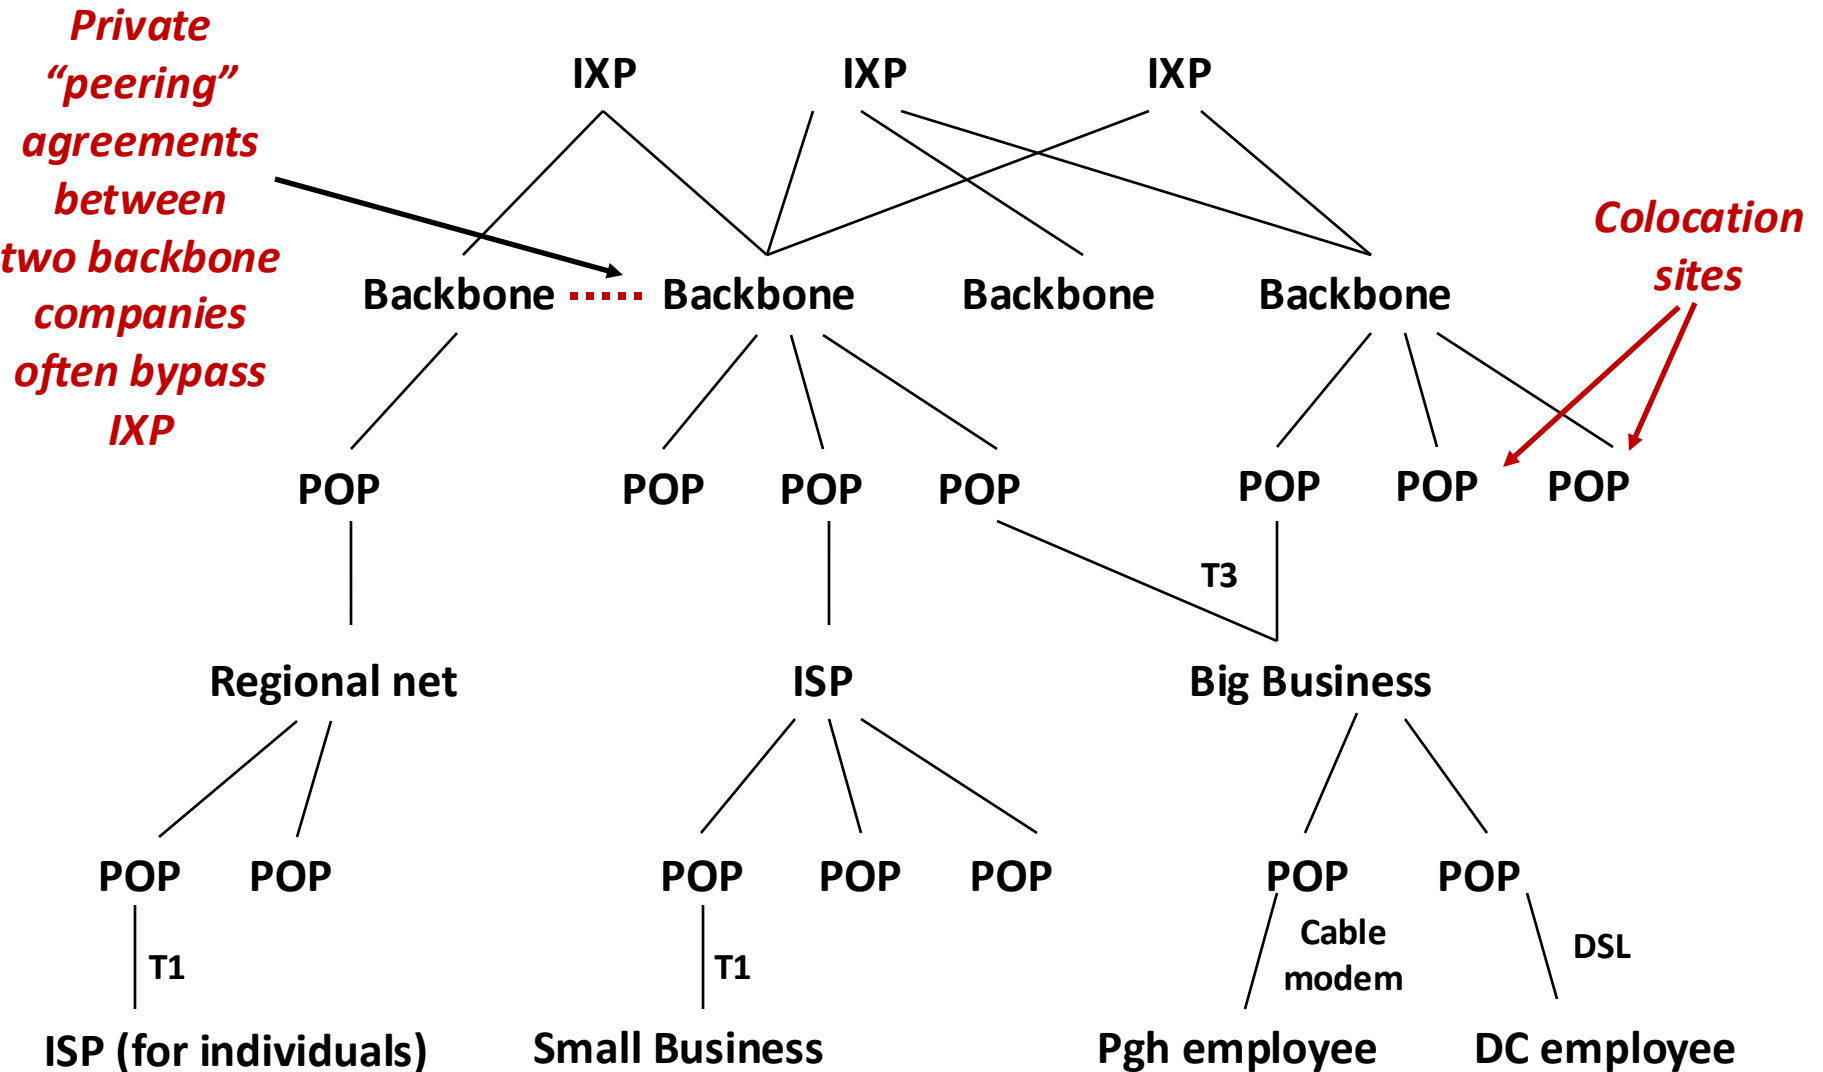 Private
“peering”
agreements
between
two backbone
companies
often bypass
IXP
IXP IXP IXP
Colocation
sites
Backbone Backbone Backbone Backbone
POP POP POP POP POP POP POP
T3
Regional net ISP Big Business
POP POP POP POP POP POP POP
Cable
modem
DSL
T1 T1
ISP (for individuals) Small Business Pgh employee DC employee